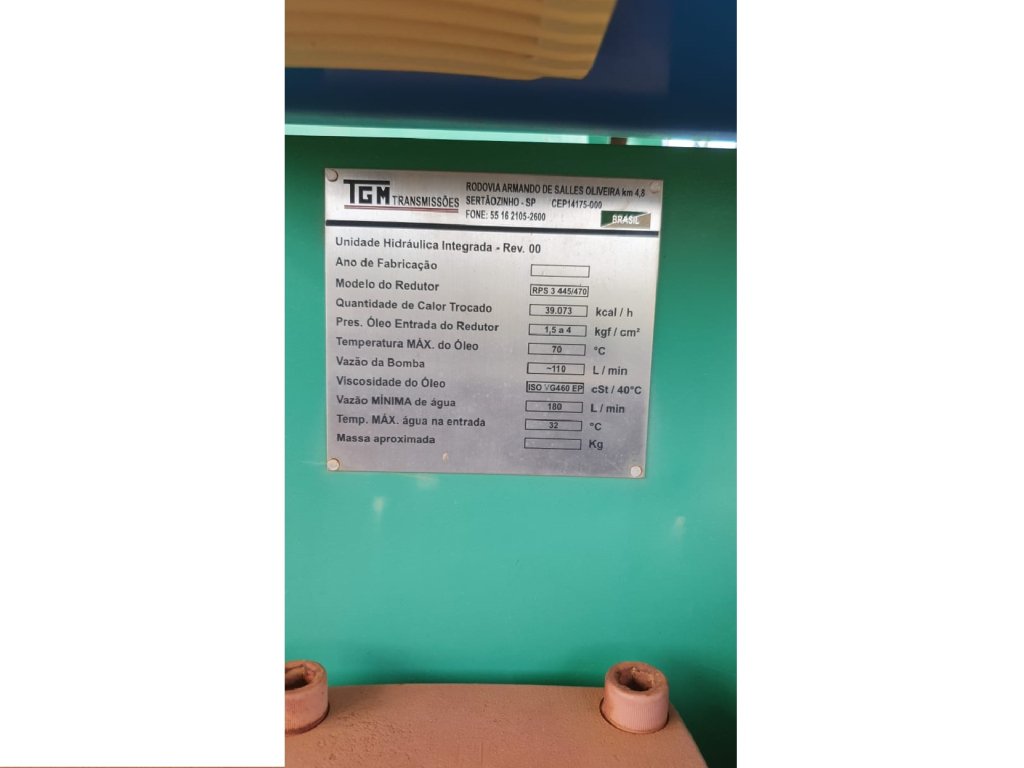 TGM TRANSMISSÕES
RODOVIA ARMANDO DE SALLES OLIVEIRA km 4,8
SERTÃOZINHO - SP CEP14175-000
FONE: 55 16 2105-2600
BRASIL
Unidade Hidráulica Integrada - Rev. 00
Ano de Fabricação
Modelo do Redutor RPS 3 445/470
Quantidade de Calor Trocado 39.073 kcal / h
Pres. Óleo Entrada do Redutor 1,5 a 4 kgf / cm²
Temperatura MÁX. do Óleo 70 °C
Vazão da Bomba ~110 L / min
Viscosidade do Óleo ISO VG460 EP cSt / 40°C
Vazão MÍNIMA de água 180 L / min
Temp. MÁX. água na entrada 32 °C
Massa aproximada Kg